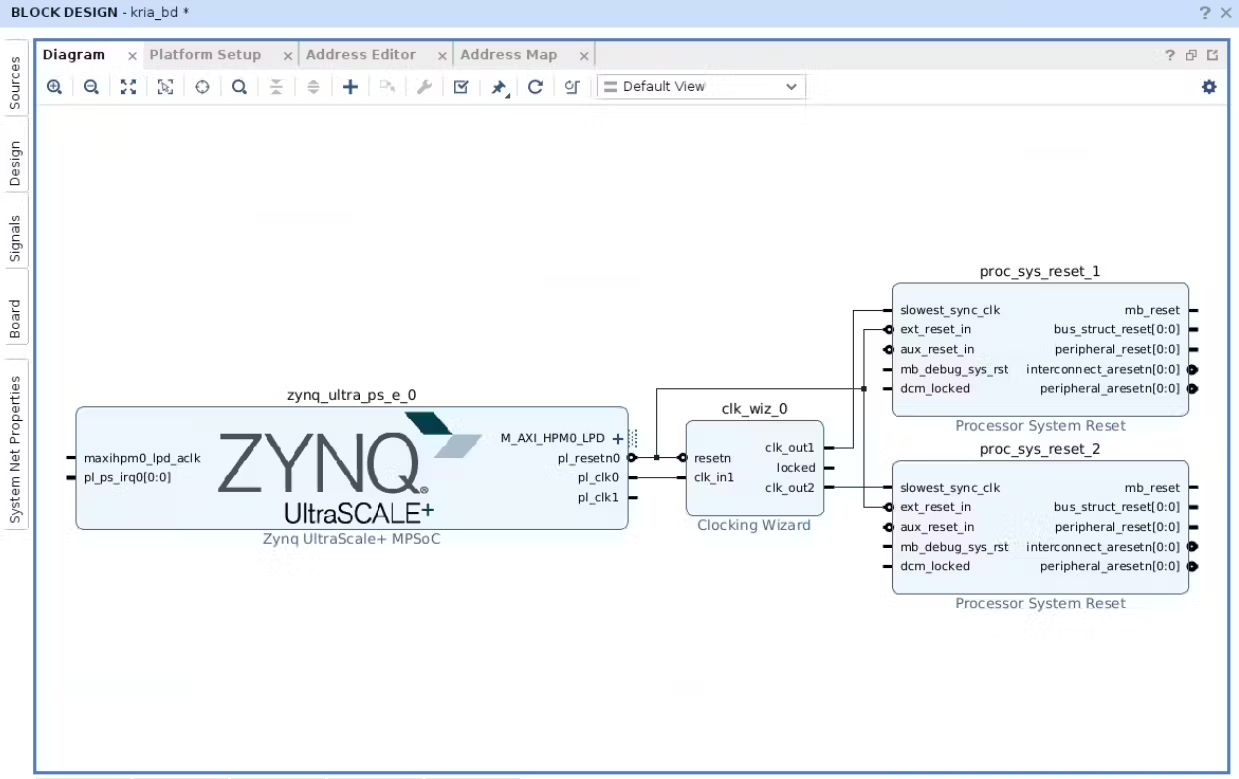 BLOCK DESIGN - kria_bd *
Diagram
Platform Setup
Address Editor
Address Map
Default View
Sources
Design
Signals
Board
System Net Properties
zynq_ultra_ps_e_0
maxihpm0_lpd_aclk
pl_ps_irq0[0:0]
ZYNQ
UltraSCALE+
M_AXI_HPM0_LPD
pl_resetn0
pl_clk0
pl_clk1
Zynq UltraScale+ MPSoC
clk_wiz_0
resetn
clk_in1
clk_out1
locked
clk_out2
Clocking Wizard
proc_sys_reset_1
slowest_sync_clk
ext_reset_in
aux_reset_in
mb_debug_sys_rst
dcm_locked
mb_reset
bus_struct_reset[0:0]
peripheral_reset[0:0]
interconnect_aresetn[0:0]
peripheral_aresetn[0:0]
Processor System Reset
proc_sys_reset_2
slowest_sync_clk
ext_reset_in
aux_reset_in
mb_debug_sys_rst
dcm_locked
mb_reset
bus_struct_reset[0:0]
peripheral_reset[0:0]
interconnect_aresetn[0:0]
peripheral_aresetn[0:0]
Processor System Reset